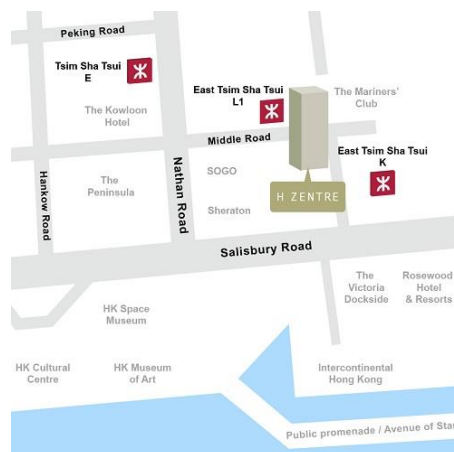 Peking Road
Tsim Sha Tsui
E
East Tsim Sha Tsui
L1
The Mariners'
Club
The Kowloon
Hotel
Middle Road
East Tsim Sha Tsui
K
Hankow Road
The
Peninsula
Nathan Road
SOGO
H ZENTRE
Sheraton
Salisbury Road
The
Victoria
Dockside
Rosewood
Hotel
& Resorts
HK Space
Museum
HK Cultural
Centre
HK Museum
of Art
Intercontinental
Hong Kong
Public promenade / Avenue of